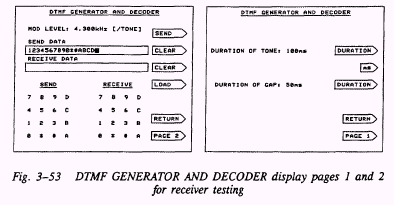 DTMF GENERATOR AND DECODER
MOD LEVEL: 4.300kHz [/TONE]
SEND
SEND DATA
1234567890*#ABCD
CLEAR
RECEIVE DATA
CLEAR
SEND RECEIVE
LOAD
7 8 9 D 7 8 9 D
4 5 6 C 4 5 6 C
1 2 3 B 1 2 3 B
RETURN
0 * # A 0 * # A
PAGE 2
DTMF GENERATOR AND DECODER
DURATION OF TONE: 100ms
DURATION
ms
DURATION OF GAP: 50ms
DURATION
RETURN
PAGE 1
Fig. 3–53 DTMF GENERATOR AND DECODER display pages 1 and 2
for receiver testing